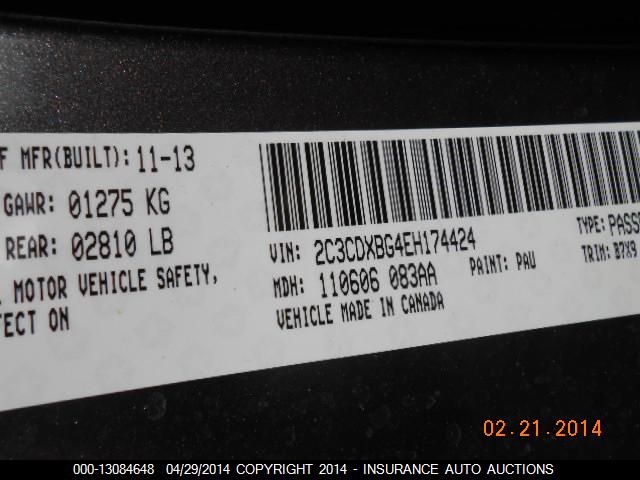 F MFR(BUILT): 11-13
GAWR: 01275 KG
REAR: 02810 LB
MOTOR VEHICLE SAFETY,
FECT ON
VIN: 2C3CDXBG4EH174424
TYPE: PASS
MDH: 110606 083AA
PAINT: PAU
TRIM: B7X9
VEHICLE MADE IN CANADA
02.21.2014
000-13084648 04/29/2014 COPYRIGHT 2014 - INSURANCE AUTO AUCTIONS